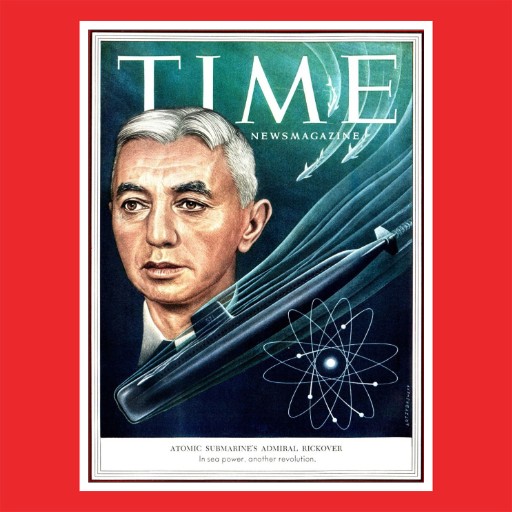 TIME
NEWSMAGAZINE
ATOMIC SUBMARINE'S ADMIRAL RICKOVER
In sea power, another revolution.